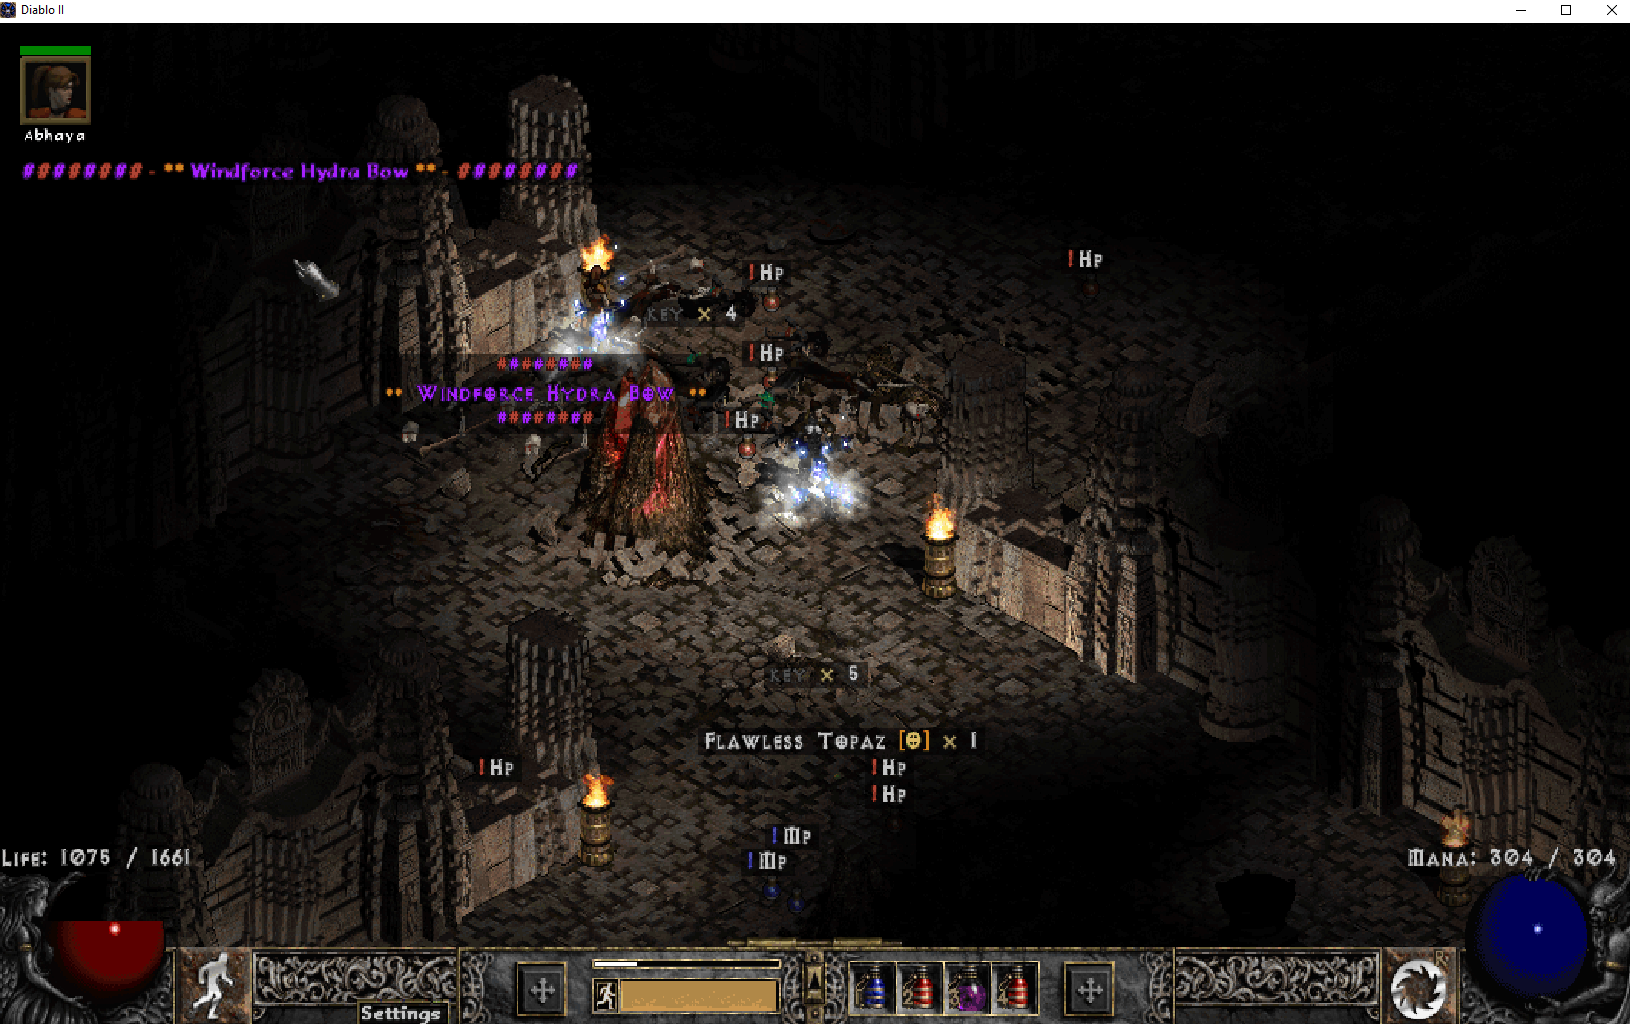 Diablo II
Abhaya
######## - ** Windforce Hydra Bow ** - ########
! Hp
! Hp
Key x 4
! Hp
########
** Windforce Hydra Bow **
########
! Hp
Key x 5
Flawless Topaz [O] x 1
! Hp
! Hp
! Hp
! Mp
! Mp
Life: 1075 / 1661
Mana: 304 / 304
Settings